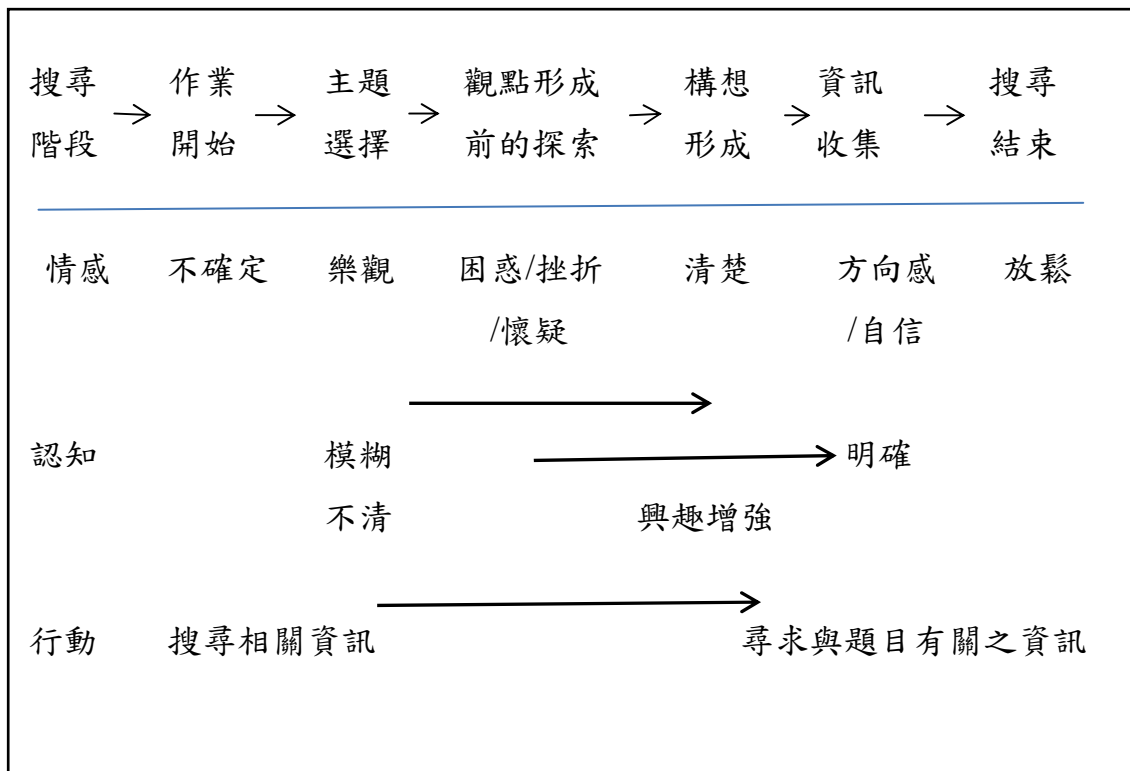 搜尋 作業 主題 觀點形成 構想 資訊 搜尋
階段 開始 選擇 前的探索 形成 收集 結束
情感 不確定 樂觀 困惑/挫折 清楚 方向感 放鬆
/懷疑 /自信
認知 模糊 明確
不清 興趣增強
行動 搜尋相關資訊 尋求與題目有關之資訊